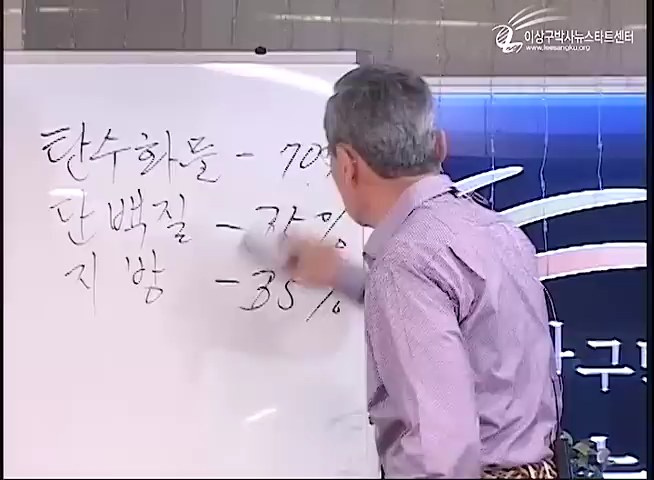 이상구박사뉴스타트센터
www.leesangku.org
탄수화물 - 70%
단백질 - 35%
지방 - 35%